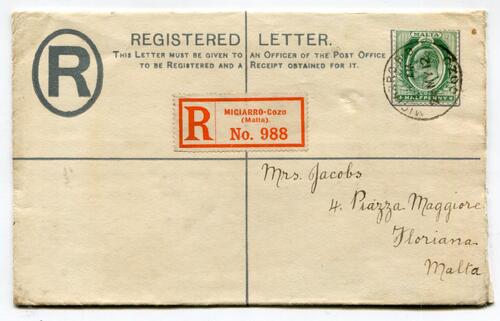 REGISTERED LETTER.
THIS LETTER MUST BE GIVEN TO AN OFFICER OF THE POST OFFICE
TO BE REGISTERED AND A RECEIPT OBTAINED FOR IT.
R
MALTA
HALFPENNY
R
MIGIARRO-Gozo
(Malta).
No. 988
Mrs. Jacobs
4. Piazza Maggiore
Floriana
Malta